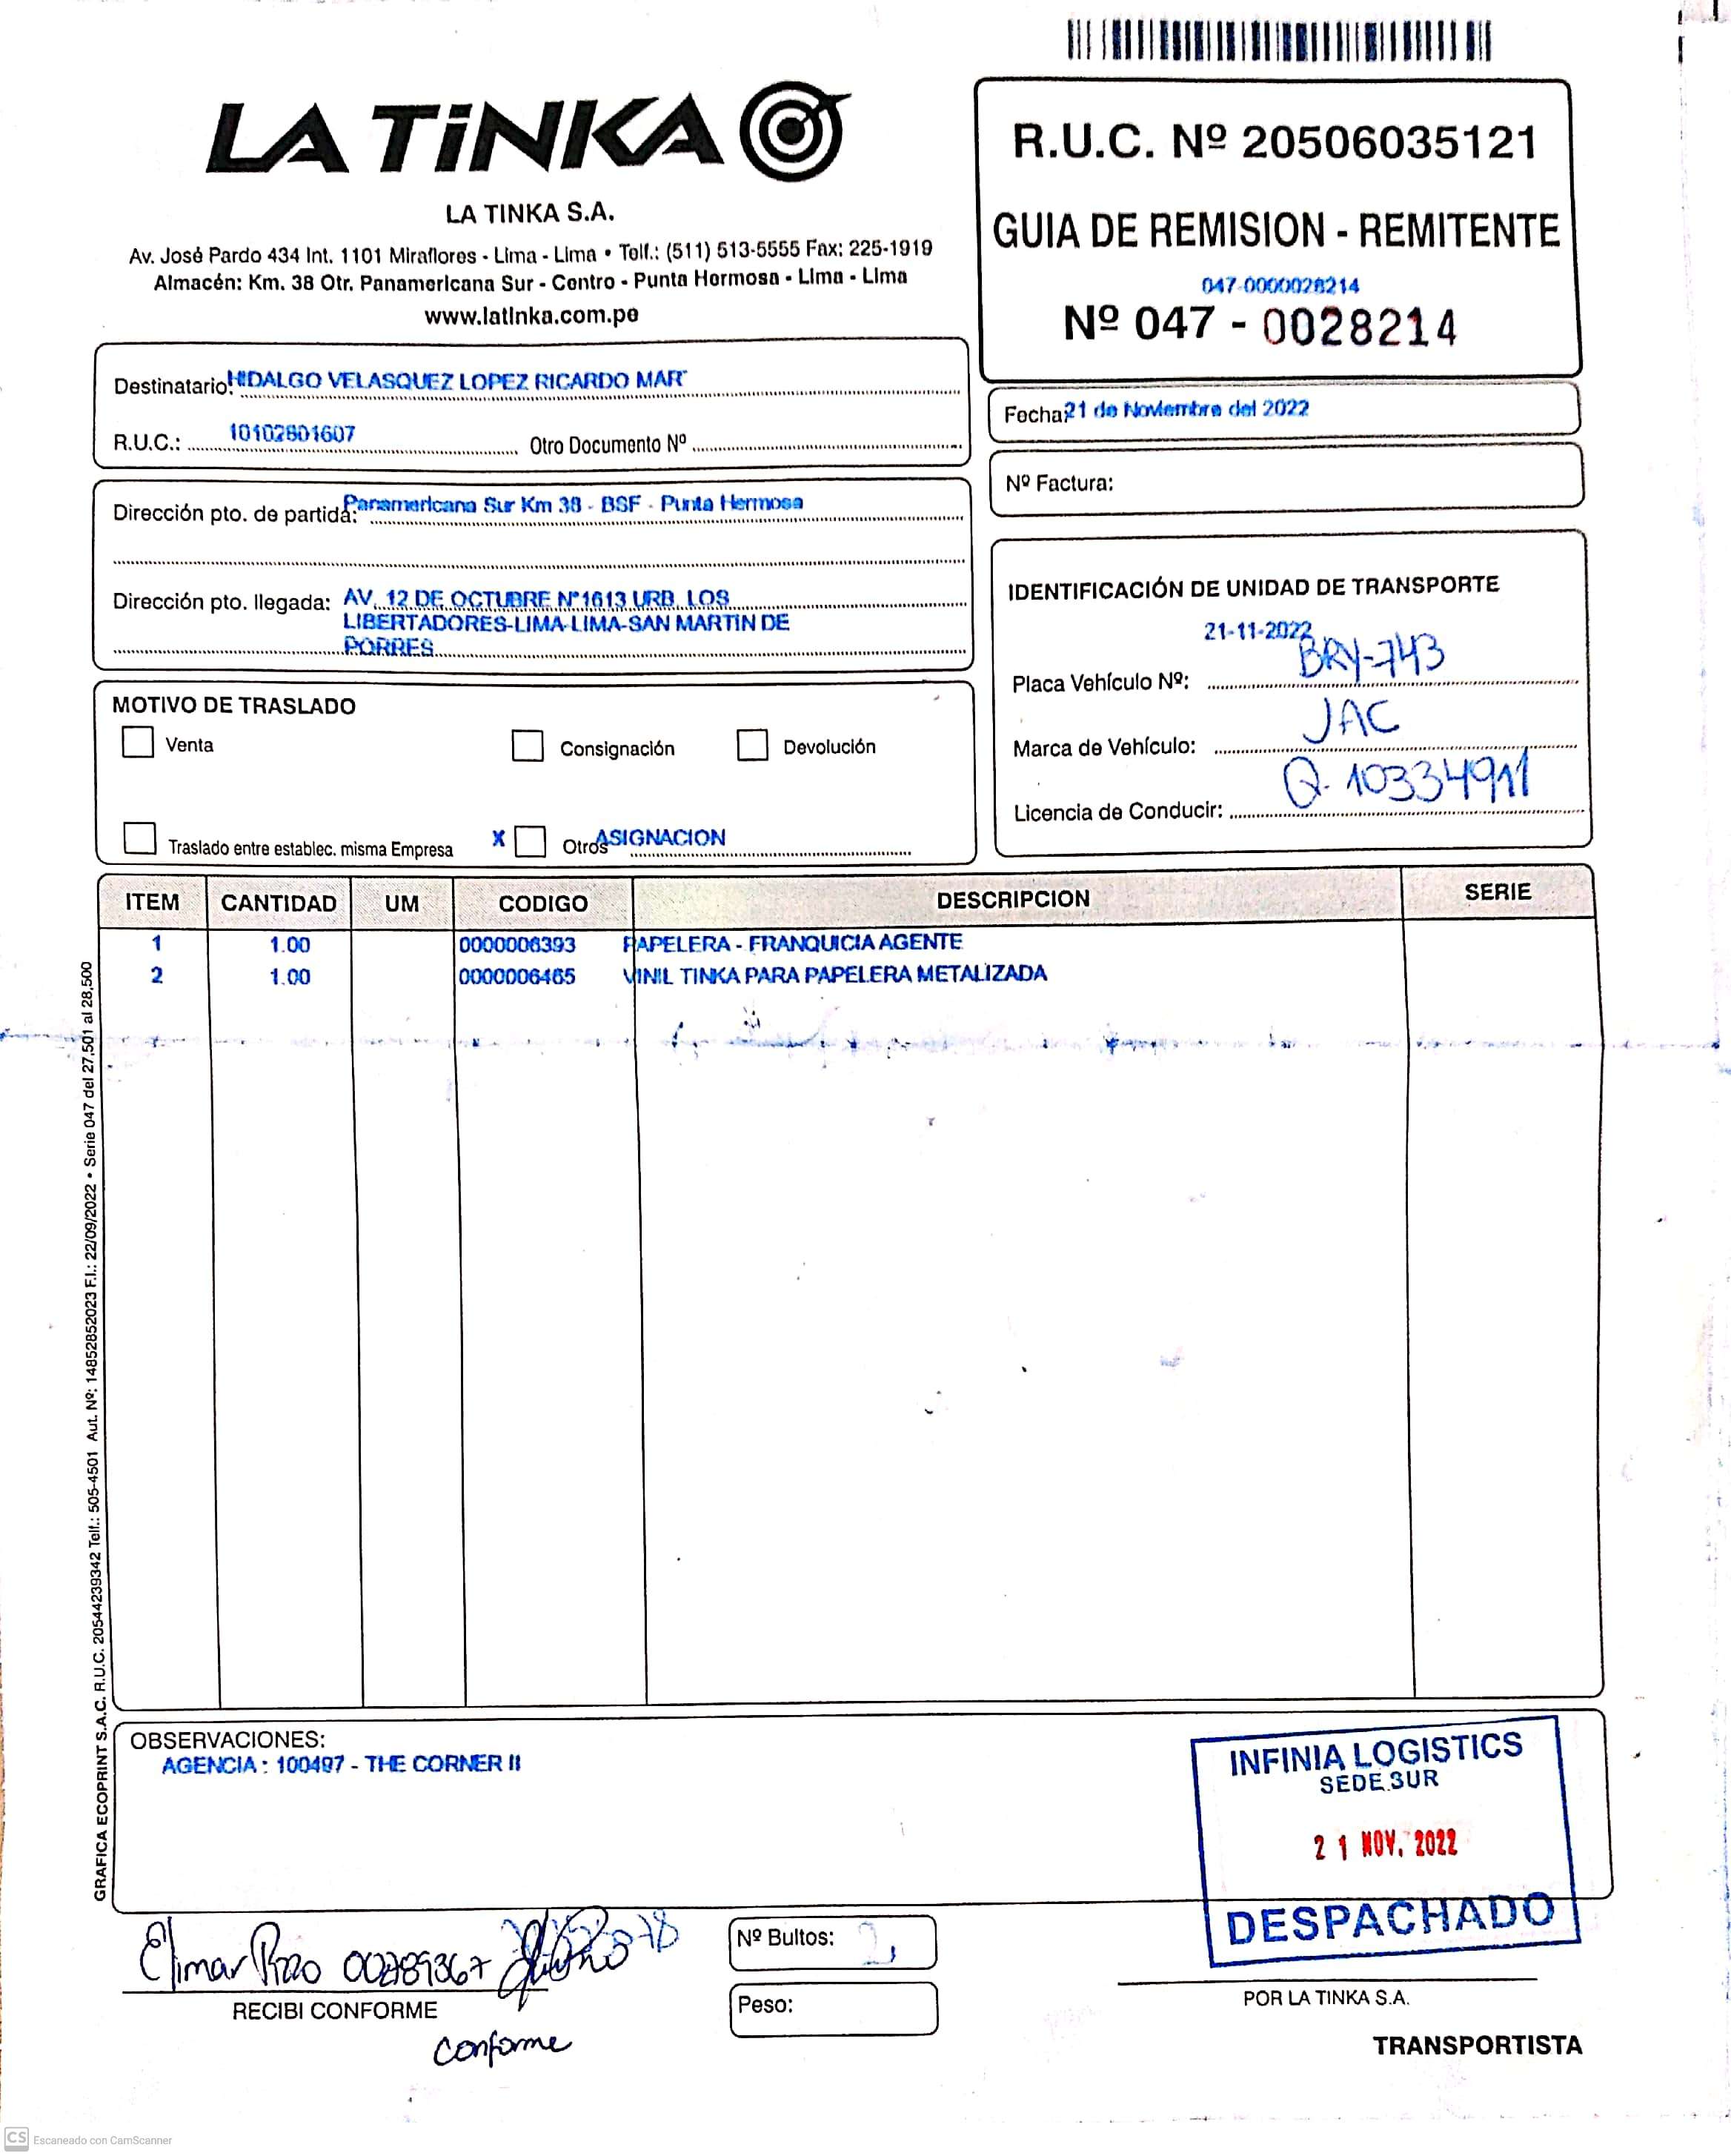 LA TiNKA
LA TINKA S.A.
Av. José Pardo 434 Int. 1101 Miraflores - Lima - Lima • Telf.: (511) 513-5555 Fax: 225-1919
Almacén: Km. 38 Otr. Panamericana Sur - Centro - Punta Hermosa - Lima - Lima
www.latinka.com.pe
R.U.C. Nº 20506035121
GUIA DE REMISION - REMITENTE
047-0000028214
Nº 047 - 0028214
Destinatario: HIDALGO VELASQUEZ LOPEZ RICARDO MAR
R.U.C.: 10102801607 Otro Documento Nº
Fecha: 21 de Noviembre del 2022
Nº Factura:
Dirección pto. de partida: Panamericana Sur Km 38 - BSF - Punta Hermosa
Dirección pto. llegada: AV. 12 DE OCTUBRE N°1613 URB. LOS
LIBERTADORES-LIMA-LIMA-SAN MARTIN DE
PORRES
IDENTIFICACIÓN DE UNIDAD DE TRANSPORTE
21-11-2022
Placa Vehículo Nº: BRY-743
Marca de Vehículo: JAC
Licencia de Conducir: Q. 10334911
MOTIVO DE TRASLADO
Venta Consignación Devolución
Traslado entre establec. misma Empresa X Otros ASIGNACION
ITEM CANTIDAD UM CODIGO DESCRIPCION SERIE
1 1.00 0000006393 PAPELERA - FRANQUICIA AGENTE
2 1.00 0000006465 VINIL TINKA PARA PAPELERA METALIZADA
GRAFICA ECOPRINT S.A.C. R.U.C. 20544239342 Telf.: 505-4501 Aut. Nº: 14852852023 F.I.: 22/09/2022 • Serie 047 del 27,501 al 28,500
OBSERVACIONES:
AGENCIA : 100497 - THE CORNER II
INFINIA LOGISTICS
SEDE SUR
21 NOV. 2022
DESPACHADO
Elimar
RECIBI CONFORME
conforme
Nº Bultos: 2
Peso:
POR LA TINKA S.A.
TRANSPORTISTA
CS Escaneado con CamScanner